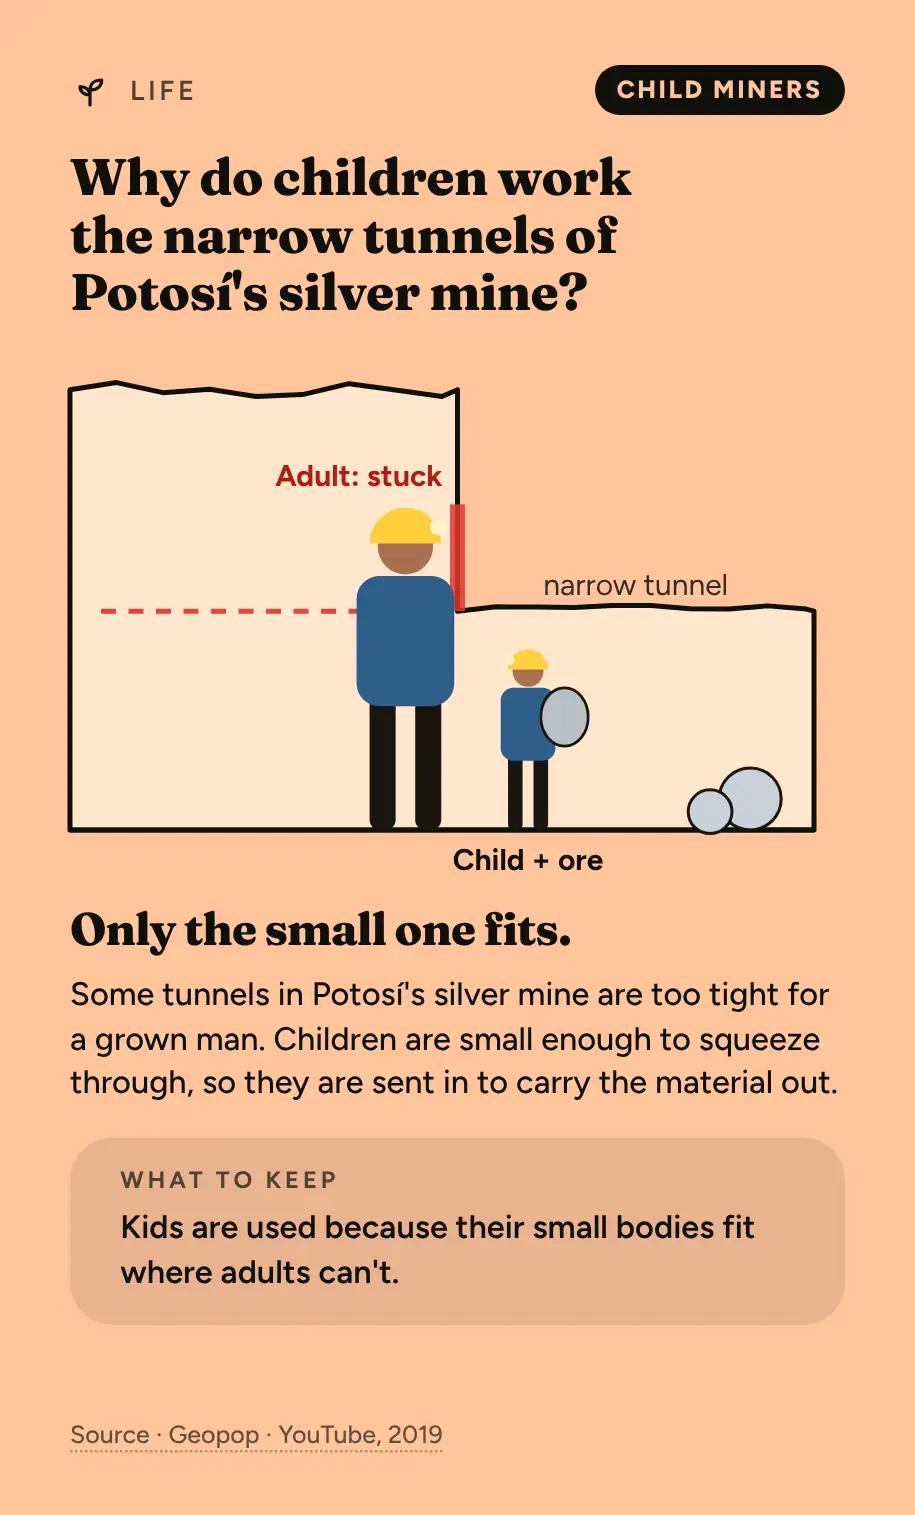 LIFE
CHILD MINERS
Why do children work
the narrow tunnels of
Potosí's silver mine?
Adult: stuck
narrow tunnel
Child + ore
Only the small one fits.
Some tunnels in Potosí's silver mine are too tight for
a grown man. Children are small enough to squeeze
through, so they are sent in to carry the material out.
WHAT TO KEEP
Kids are used because their small bodies fit
where adults can't.
Source · Geopop · YouTube, 2019